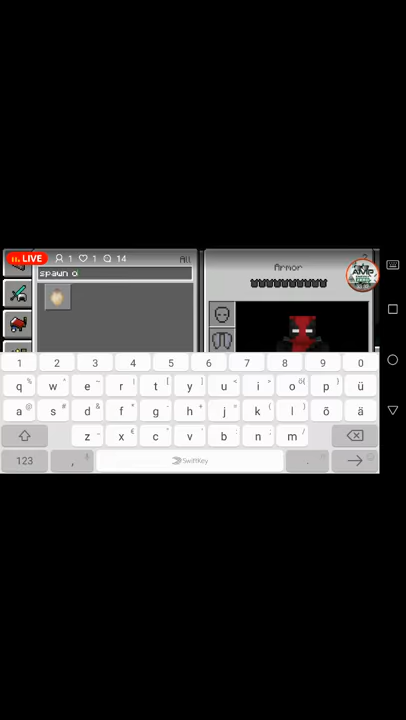 LIVE 1 1 14 All
spawn o
Armor
AMP
1 2 3 4 5 6 7 8 9 0
q % w ^ e ~ r | t [ y ] u < i > o ö{ p } ü
a @ s # d & f * g - h + j = k ( l ) õ ä
z x € c " v ' b : n ; m /
123 , SwiftKey .